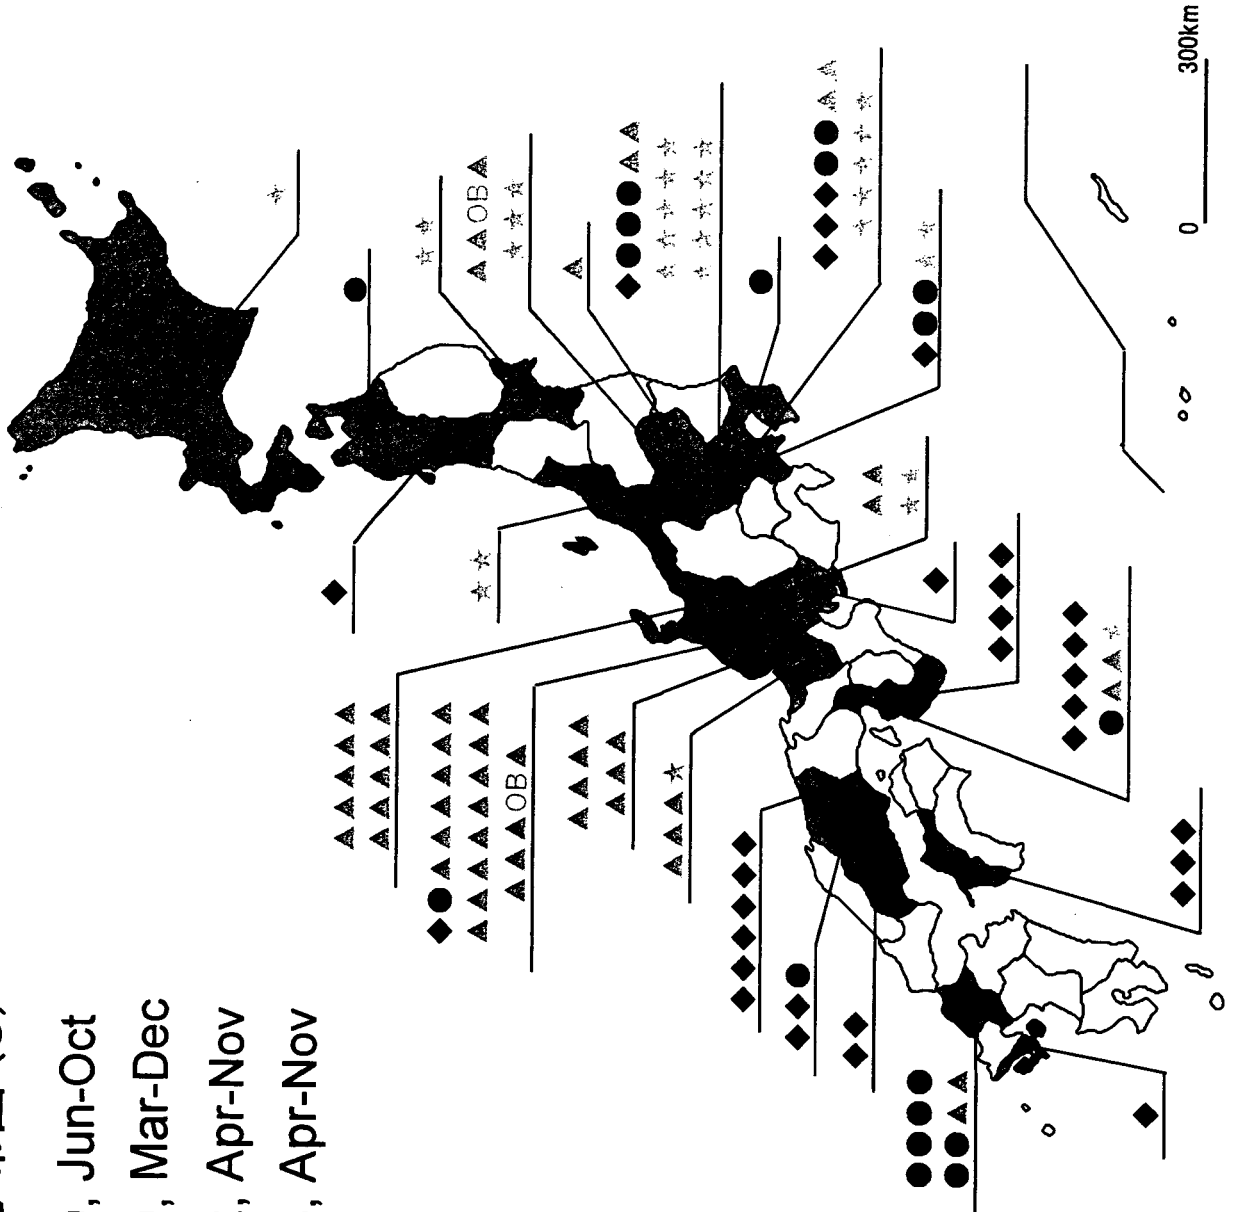 , Jun-Oct
, Mar-Dec
, Apr-Nov
, Apr-Nov
OB
OB
0
300km